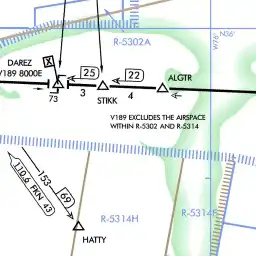 R-5302A
N36°
W76°
DAREZ
X
V189 8000E
25
22
ALGTR
73
3
STIKK
4
V189 EXCLUDES THE AIRSPACE
WITHIN R-5302 AND R-5314
110.6 FKN 43
153
69
R-5314H
R-5314F
HATTY